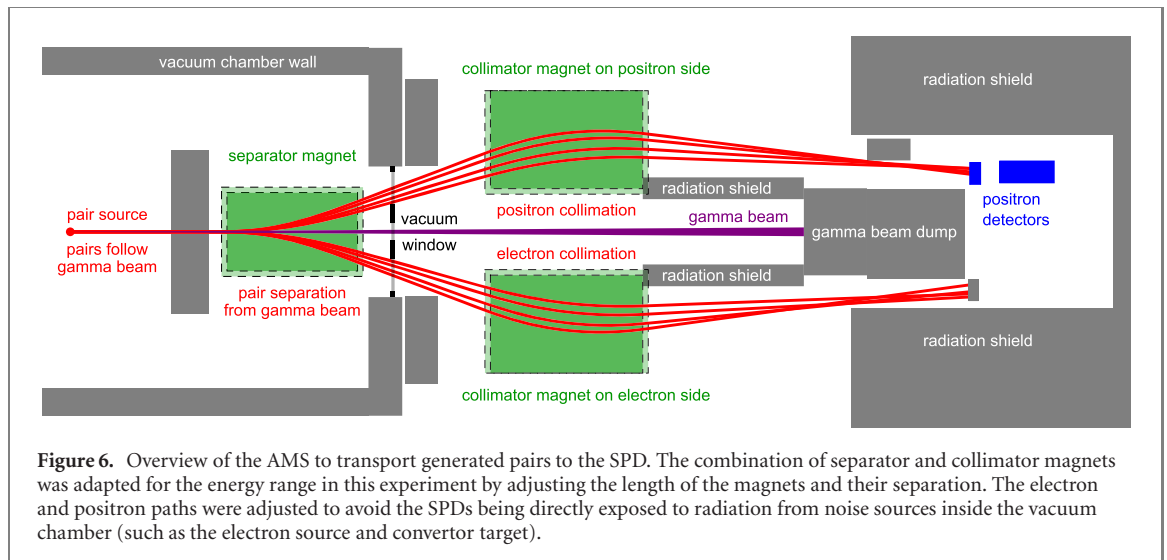 vacuum chamber wall
collimator magnet on positron side
radiation shield
separator magnet
pair source
pairs follow
gamma beam
pair separation
from gamma beam
vacuum
window
positron collimation
radiation shield
gamma beam
electron collimation
radiation shield
gamma beam dump
positron
detectors
radiation shield
collimator magnet on electron side
Figure 6. Overview of the AMS to transport generated pairs to the SPD. The combination of separator and collimator magnets
was adapted for the energy range in this experiment by adjusting the length of the magnets and their separation. The electron
and positron paths were adjusted to avoid the SPDs being directly exposed to radiation from noise sources inside the vacuum
chamber (such as the electron source and convertor target).